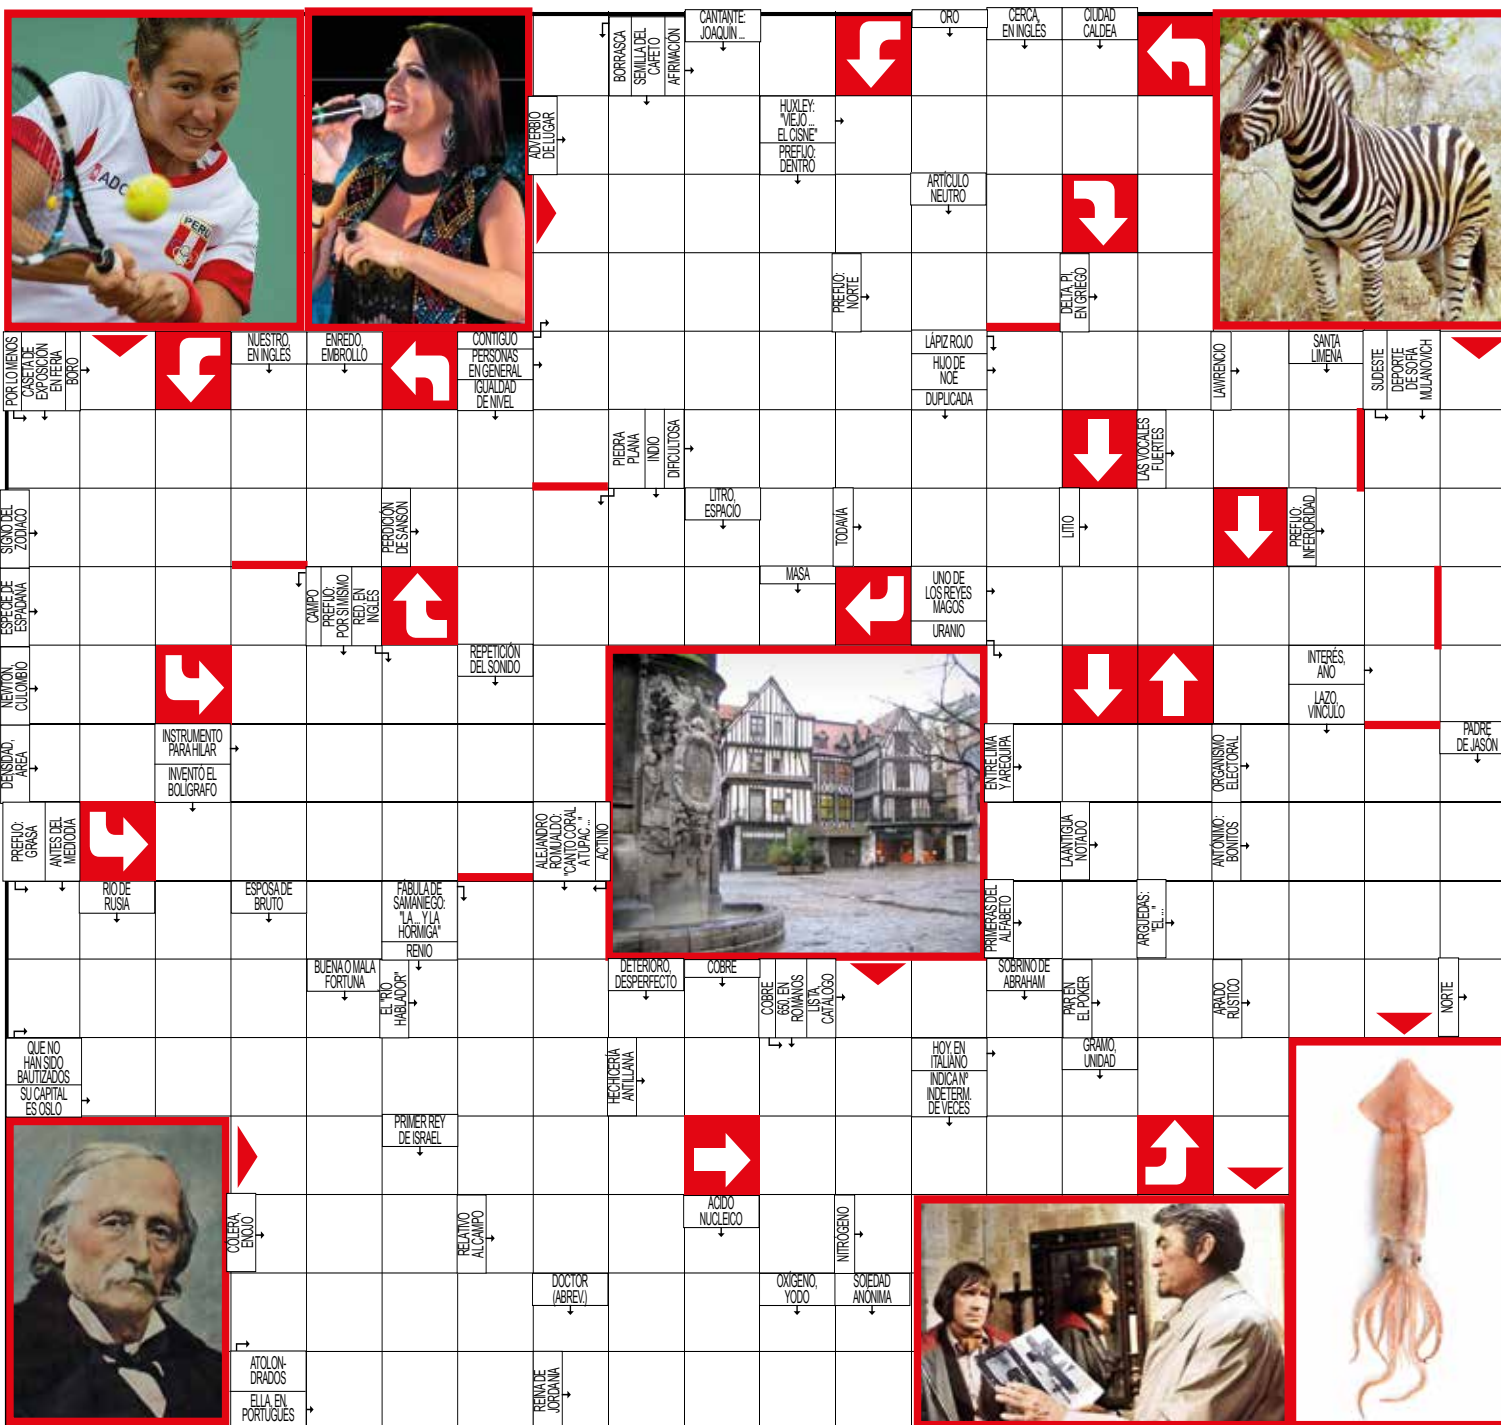 BORRASCA
SEMILLA DEL
CAFETO
AFIRMACIÓN
CANTANTE:
JOAQUÍN ...
ORO
CERCA,
EN INGLÉS
CIUDAD
CALDEA
ADO
PERU
ADVERBIO
DE LUGAR
HUXLEY:
"VIEJO ...
EL CISNE"
PREFIJO:
DENTRO
ARTÍCULO
NEUTRO
PREFIJO:
NORTE
DELTA, PI,
EN GRIEGO
POR LO MENOS
CASETA DE
EXPOSICIÓN
EN FERIA
BORO
NUESTRO,
EN INGLÉS
ENREDO,
EMBROLLO
CONTIGUO
PERSONAS
EN GENERAL
IGUALDAD
DE NIVEL
LÁPIZ ROJO
HIJO DE
NOÉ
DUPLICADA
LAWRENCIO
SANTA
LIMEÑA
SUDESTE
DEPORTE
DE SOFÍA
MULANOVICH
PIEDRA
PLANA
INDIO
DIFICULTOSA
LAS VOCALES
FUERTES
SIGNO DEL
ZODIACO
PERDICIÓN
DE SANSÓN
LITRO,
ESPACIO
TODAVÍA
LITIO
PREFIJO:
INFERIORIDAD
ESPECIE DE
ESPADAÑA
CAMPO
PREFIJO:
POR SÍ MISMO
RED, EN
INGLÉS
MASA
UNO DE
LOS REYES
MAGOS
URANIO
NEWTON,
CULOMBIO
REPETICIÓN
DEL SONIDO
INTERÉS,
AÑO
LAZO,
VÍNCULO
DENSIDAD,
ÁREA
INSTRUMENTO
PARA HILAR
INVENTÓ EL
BOLÍGRAFO
ENTRE LIMA
Y AREQUIPA
ORGANISMO
ELECTORAL
PADRE
DE JASÓN
PREFIJO:
GRASA
ANTES DEL
MEDIODÍA
ALEJANDRO
ROMUALDO:
"CANTO CORAL
A TUPAC ..."
ACTINIO
LA ANTIGUA
NOTA DO
ANTÓNIMO:
BONITOS
RÍO DE
RUSIA
ESPOSA DE
BRUTO
FÁBULA DE
SAMANIEGO:
"LA ... Y LA
HORMIGA"
RENIO
PRIMERAS DEL
ALFABETO
ARGUEDAS:
"EL ..."
BUENA O MALA
FORTUNA
EL "RÍO
HABLADOR"
DETERIORO,
DESPERFECTO
COBRE
COBRE
650, EN
ROMANOS
LISTA
CATÁLOGO
SOBRINO DE
ABRAHAM
PAR, EN
EL POKER
ARADO
RÚSTICO
NORTE
QUE NO
HAN SIDO
BAUTIZADOS
SU CAPITAL
ES OSLO
HECHICERÍA
ANTILLANA
HOY, EN
ITALIANO
INDICA Nº
INDETERM.
DE VECES
GRAMO,
UNIDAD
PRIMER REY
DE ISRAEL
CÓLERA,
ENOJO
RELATIVO
AL CAMPO
ÁCIDO
NUCLEICO
NITRÓGENO
DOCTOR
(ABREV.)
OXÍGENO,
YODO
SOIEDAD
ANÓNIMA
ATOLON-
DRADOS
ELLA, EN
PORTUGUÉS
REINA DE
JORDANIA